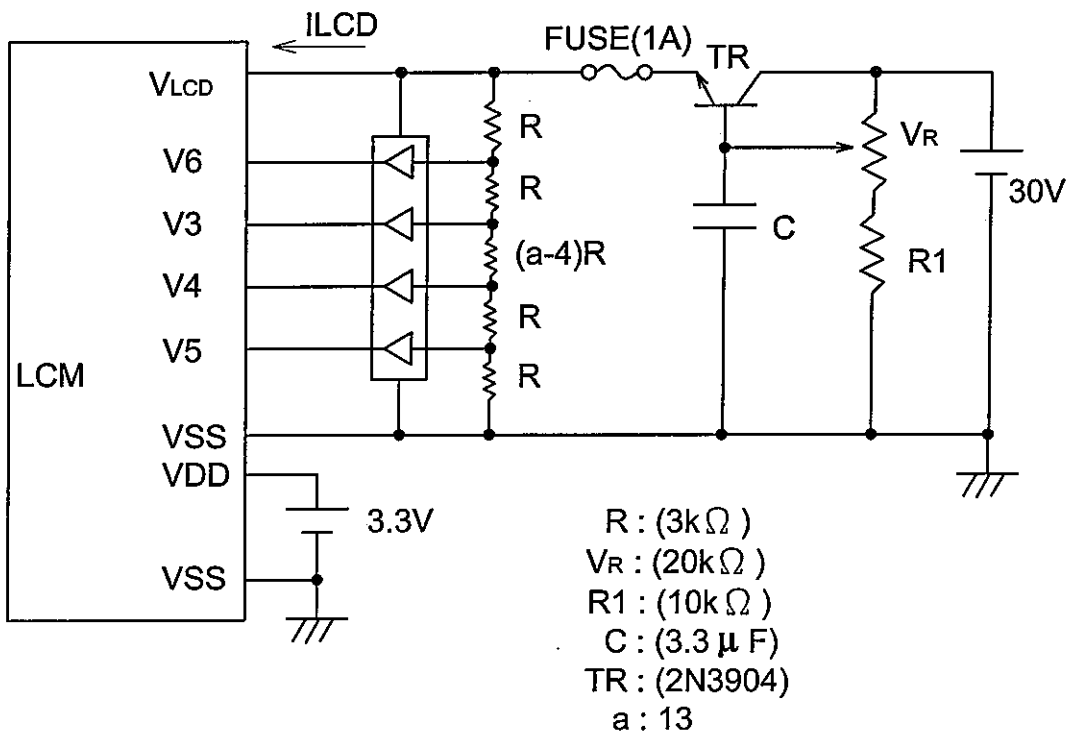 ILCD
FUSE(1A)
TR
VLCD
R
VR
V6
R
30V
V3
C
(a-4)R
R1
V4
R
V5
LCM
R
VSS
VDD
3.3V
VSS
R : (3kΩ)
VR : (20kΩ)
R1 : (10kΩ)
C : (3.3 μ F)
TR : (2N3904)
a : 13